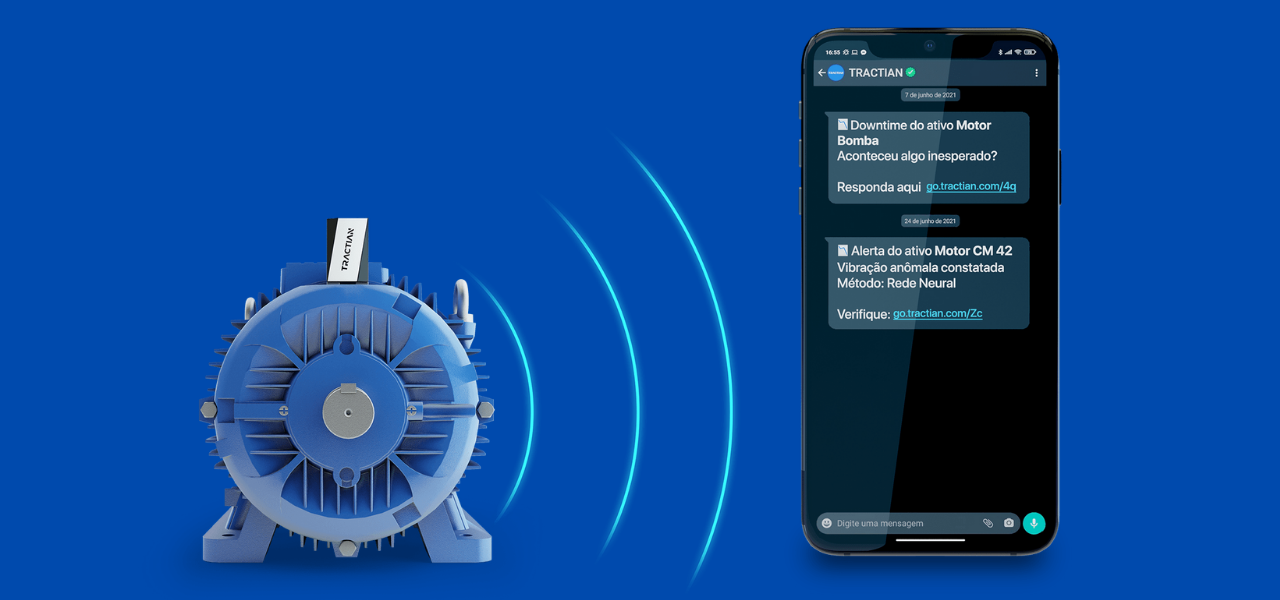 TRACTIAN
16:55
TRACTIAN
7 de junho de 2021
Downtime do ativo Motor
Bomba
Aconteceu algo inesperado?
Responda aqui go.tractian.com/4q
24 de junho de 2021
Alerta do ativo Motor CM 42
Vibração anômala constatada
Método: Rede Neural
Verifique: go.tractian.com/Zc
Digite uma mensagem